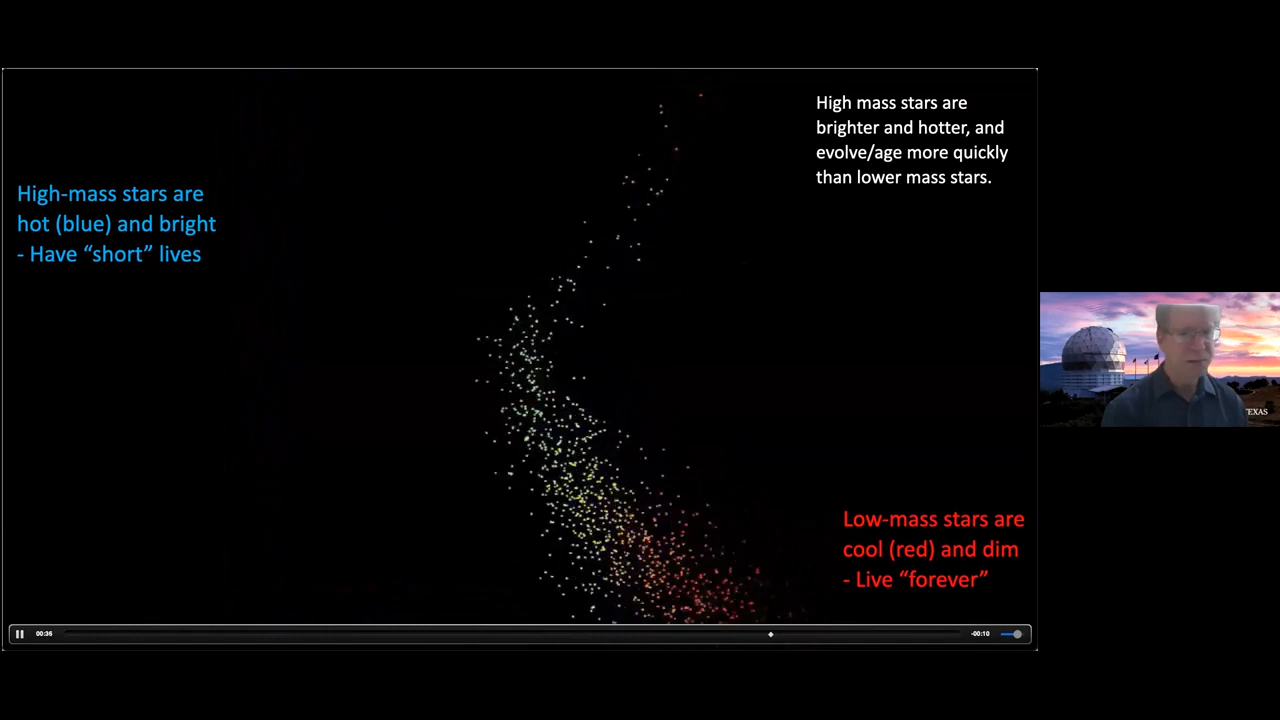 High mass stars are
brighter and hotter, and
evolve/age more quickly
than lower mass stars.
High-mass stars are
hot (blue) and bright
- Have “short” lives
Low-mass stars are
cool (red) and dim
- Live “forever”
00:36
-00:10
TEXAS